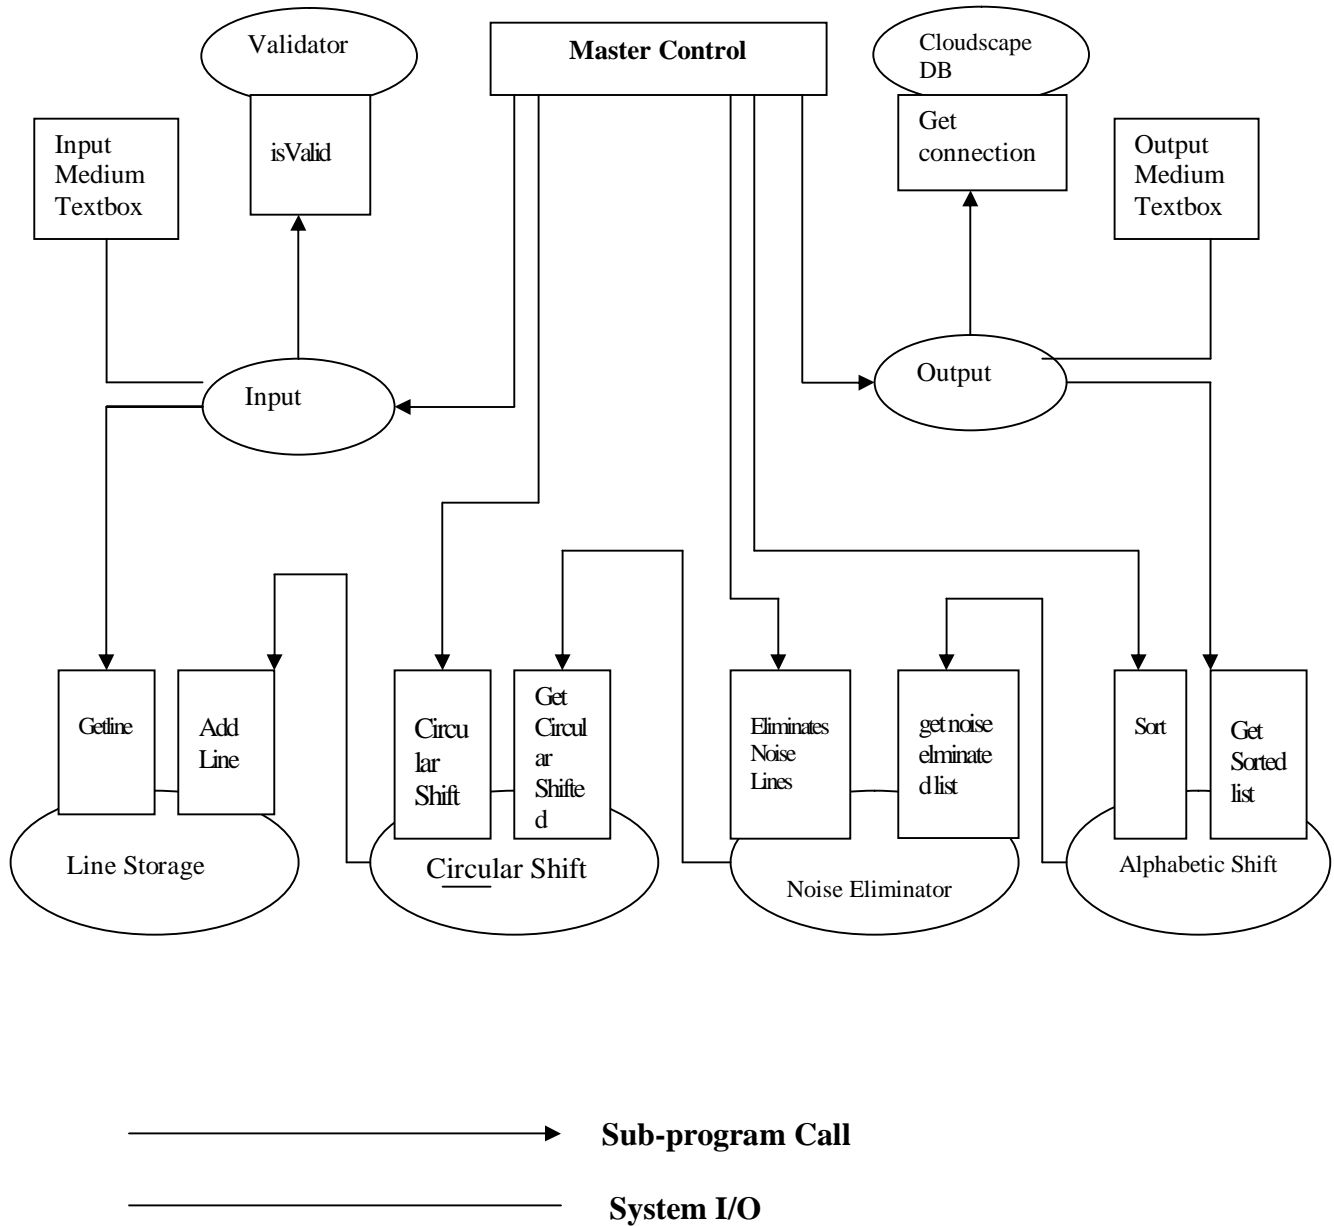 Validator
Master Control
Cloudscape
DB
Input
Medium
Textbox
isValid
Get
connection
Output
Medium
Textbox
Input
Output
Getline
Add
Line
Circu
lar
Shift
Get
Circul
ar
Shifte
d
Eliminates
Noise
Lines
get noise
elminate
d list
Sort
Get
Sorted
list
Line Storage
Circular Shift
Noise Eliminator
Alphabetic Shift
Sub-program Call
System I/O